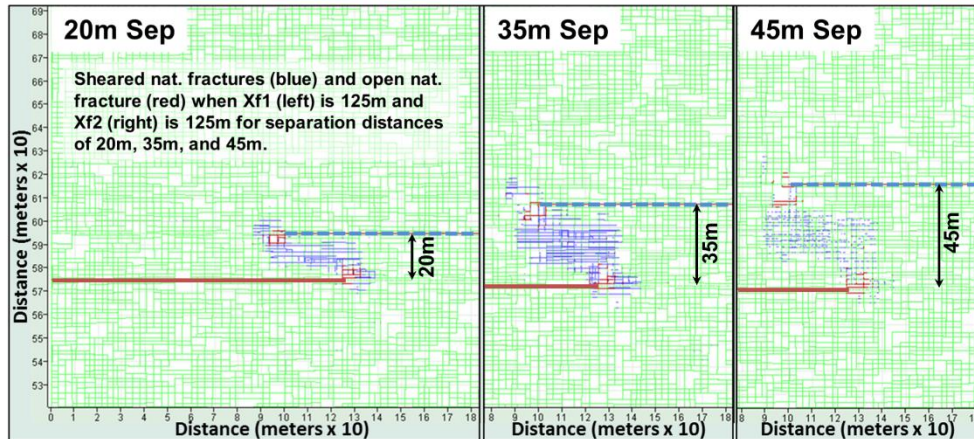 20m Sep
35m Sep
45m Sep
Sheared nat. fractures (blue) and open nat.
fracture (red) when Xf1 (left) is 125m and
Xf2 (right) is 125m for separation distances
of 20m, 35m, and 45m.
Distance (meters x 10)
69
67
66
65
64
63
62
61
60
59
58
57
56
55
54
53
20m
35m
45m
0 1 2 3 4 5 6 7 8 9 10 11 12 13 14 15 16 17 18
8 9 10 11 12 13 14 15 16 17 18
8 9 10 11 12 13 14 15 16 17 18
Distance (meters x 10)
Distance (meters x 10)
Distance (meters x 10)